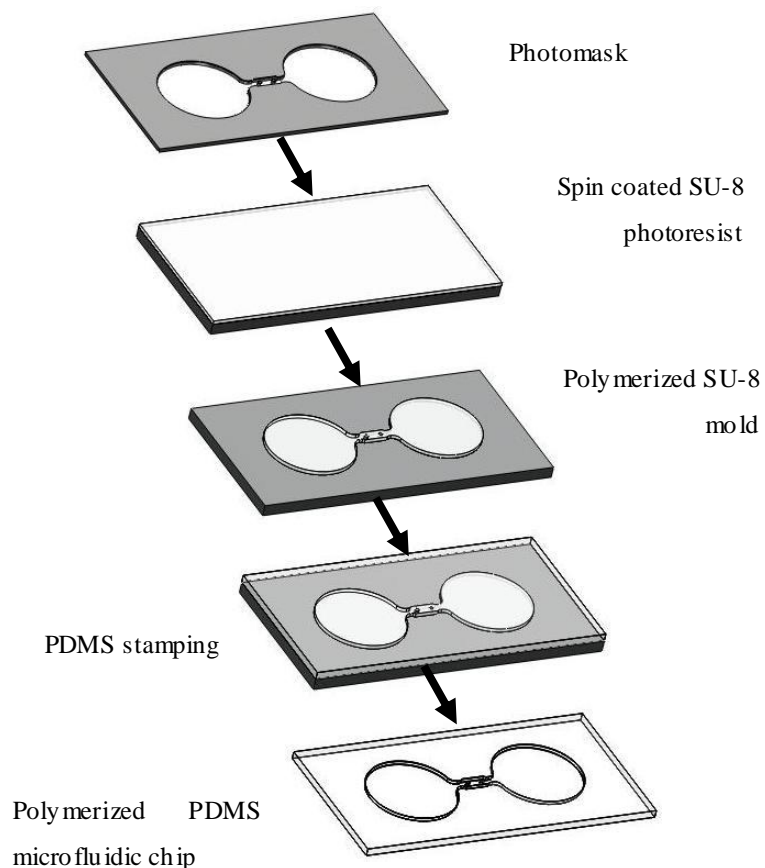 Photomask
Spin coated SU-8
photoresist
Polymerized SU-8
mold
PDMS stamping
Polymerized PDMS
microfluidic chip